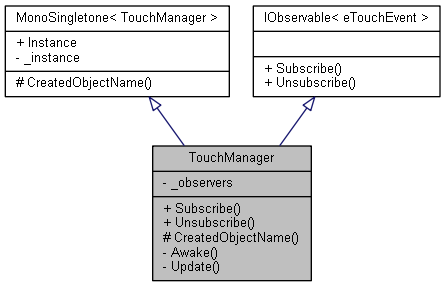 MonoSingletone< TouchManager >
+ Instance
- _instance
# CreatedObjectName()
IObservable< eTouchEvent >
+ Subscribe()
+ Unsubscribe()
TouchManager
- _observers
+ Subscribe()
+ Unsubscribe()
# CreatedObjectName()
- Awake()
- Update()